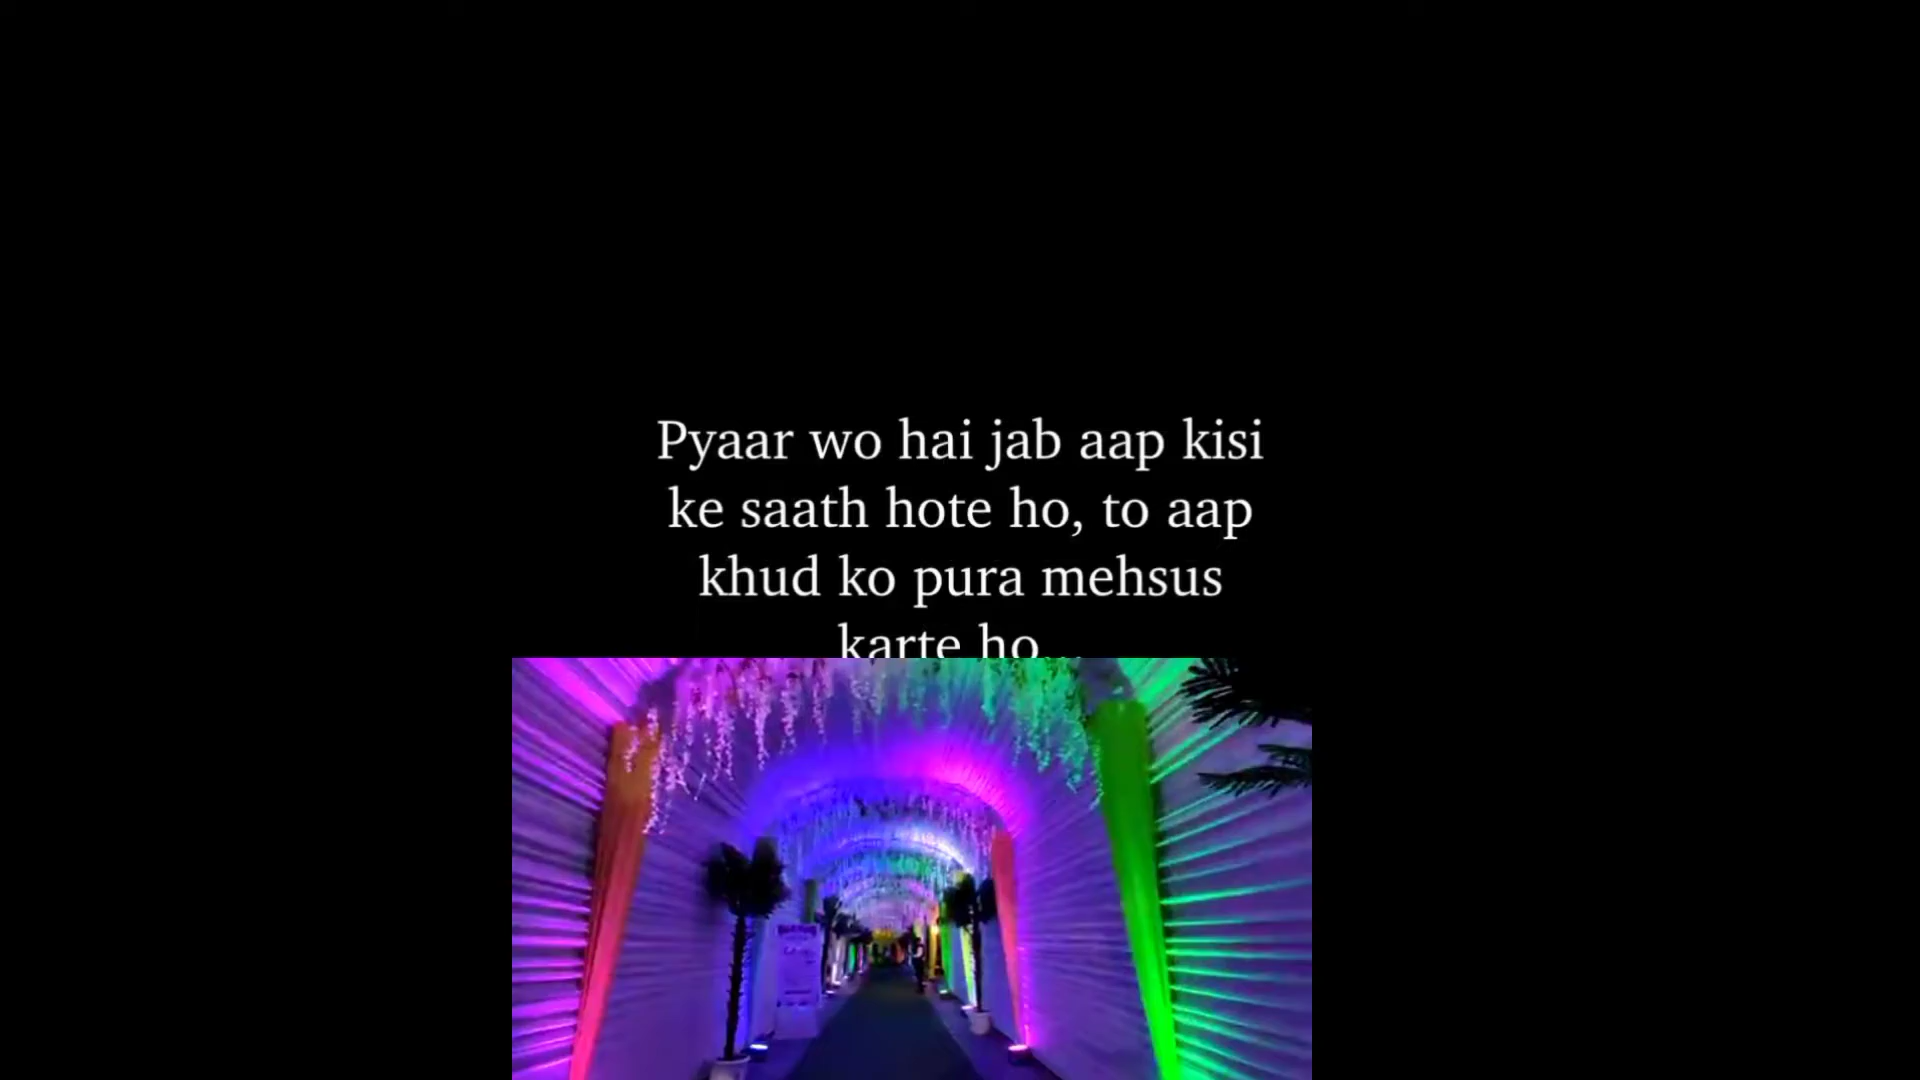 Pyaar wo hai jab aap kisi
ke saath hote ho, to aap
khud ko pura mehsus
karte ho...